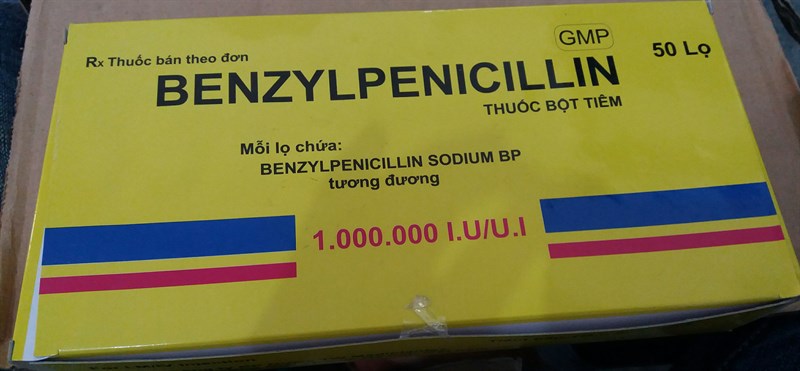 Rx Thuốc bán theo đơn
GMP
50 Lọ
BENZYLPENICILLIN
THUỐC BỘT TIÊM
Mỗi lọ chứa:
BENZYLPENICILLIN SODIUM BP
tương đương
1.000.000 I.U/U.I